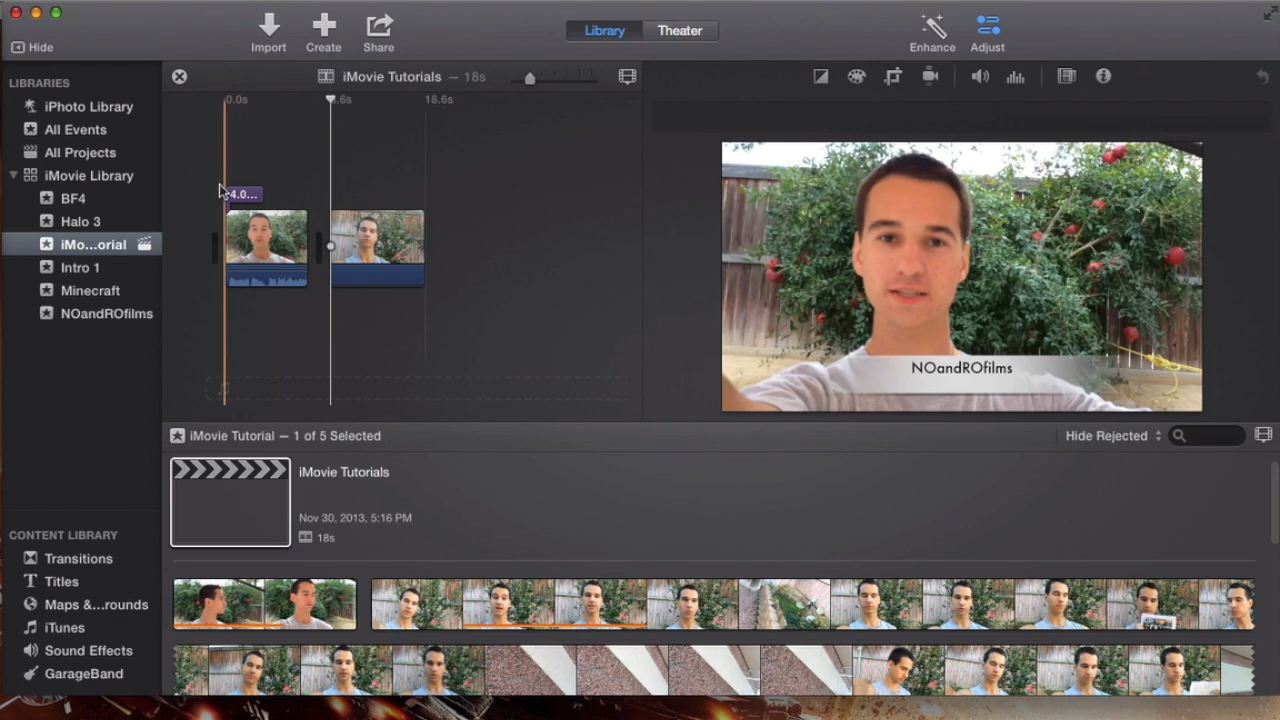 Import
Create
Share
Library
Theater
Enhance
Adjust
Hide
LIBRARIES
iPhoto Library
All Events
All Projects
iMovie Library
BF4
Halo 3
iMo...orial
Intro 1
Minecraft
NOandROfilms
CONTENT LIBRARY
Transitions
Titles
Maps &...rounds
iTunes
Sound Effects
GarageBand
iMovie Tutorials — 18s
0.0s
.6s
18.6s
4.0...
NOandROfilms
iMovie Tutorial — 1 of 5 Selected
Hide Rejected
iMovie Tutorials
Nov 30, 2013, 5:16 PM
18s